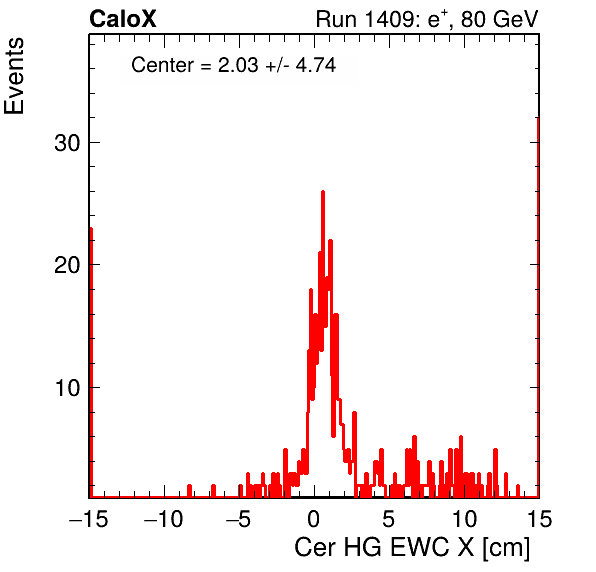 CaloX
Run 1409: e+, 80 GeV
Center = 2.03 +/- 4.74
Events
30
20
10
−15 −10 −5 0 5 10 15
Cer HG EWC X [cm]